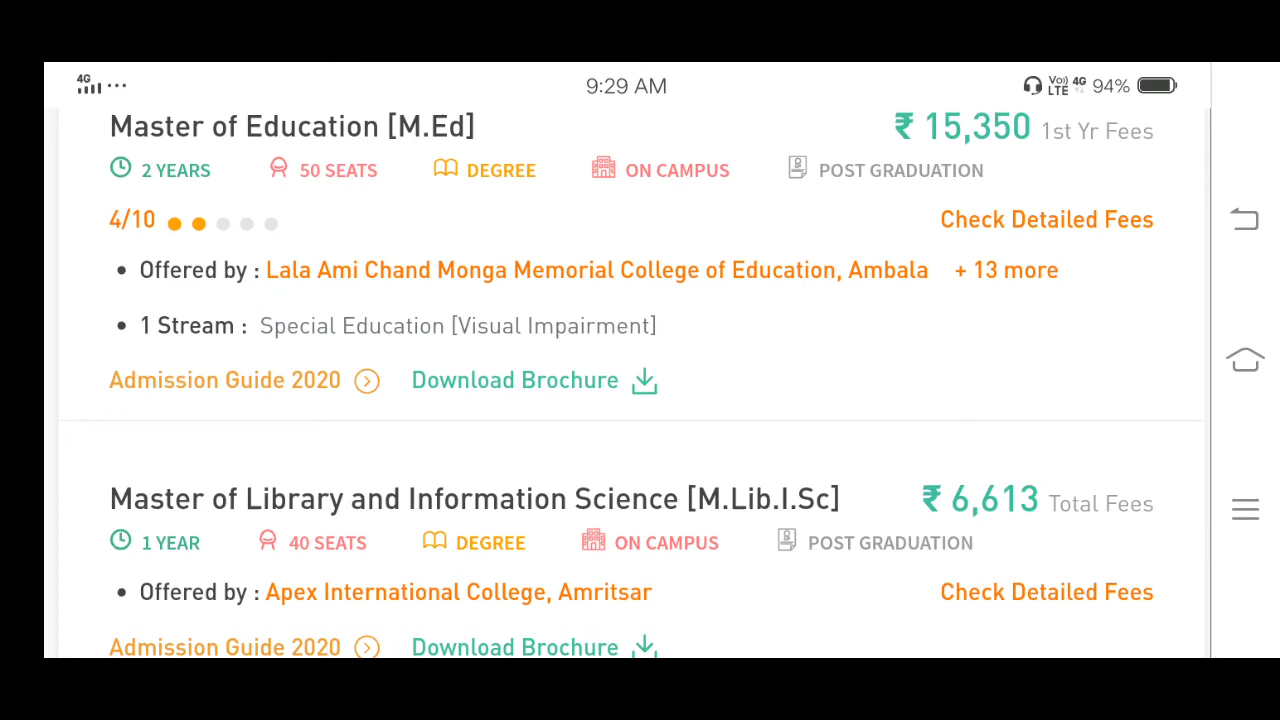 4G ... 9:29 AM Vo)) LTE 4G 94%
Master of Education [M.Ed] ₹ 15,350 1st Yr Fees
2 YEARS 50 SEATS DEGREE ON CAMPUS POST GRADUATION
4/10 Check Detailed Fees
• Offered by : Lala Ami Chand Monga Memorial College of Education, Ambala + 13 more
• 1 Stream : Special Education [Visual Impairment]
Admission Guide 2020 Download Brochure
Master of Library and Information Science [M.Lib.I.Sc] ₹ 6,613 Total Fees
1 YEAR 40 SEATS DEGREE ON CAMPUS POST GRADUATION
• Offered by : Apex International College, Amritsar Check Detailed Fees
Admission Guide 2020 Download Brochure